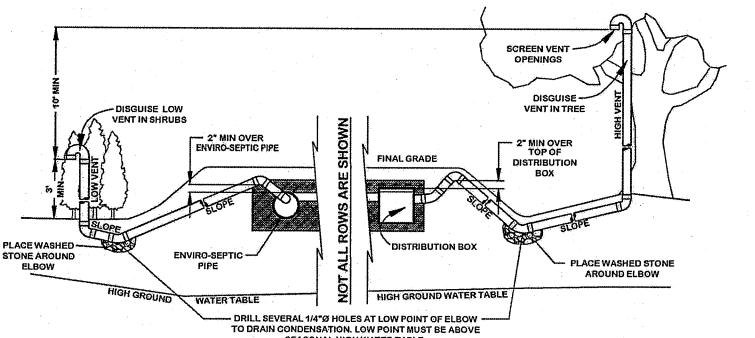 SCREEN VENT
OPENINGS
10" MIN
DISGUISE LOW
VENT IN SHRUBS
DISGUISE
VENT IN TREE
HIGH VENT
2" MIN OVER
ENVIRO-SEPTIC PIPE
NOT ALL ROWS ARE SHOWN
FINAL GRADE
2" MIN OVER
TOP OF
DISTRIBUTION
BOX
3"
MIN
LOW VENT
SLOPE
SLOPE
SLOPE
SLOPE
PLACE WASHED
STONE AROUND
ELBOW
ENVIRO-SEPTIC
PIPE
DISTRIBUTION BOX
PLACE WASHED STONE
AROUND ELBOW
HIGH GROUND WATER TABLE
HIGH GROUND WATER TABLE
DRILL SEVERAL 1/4"Ø HOLES AT LOW POINT OF ELBOW
TO DRAIN CONDENSATION. LOW POINT MUST BE ABOVE